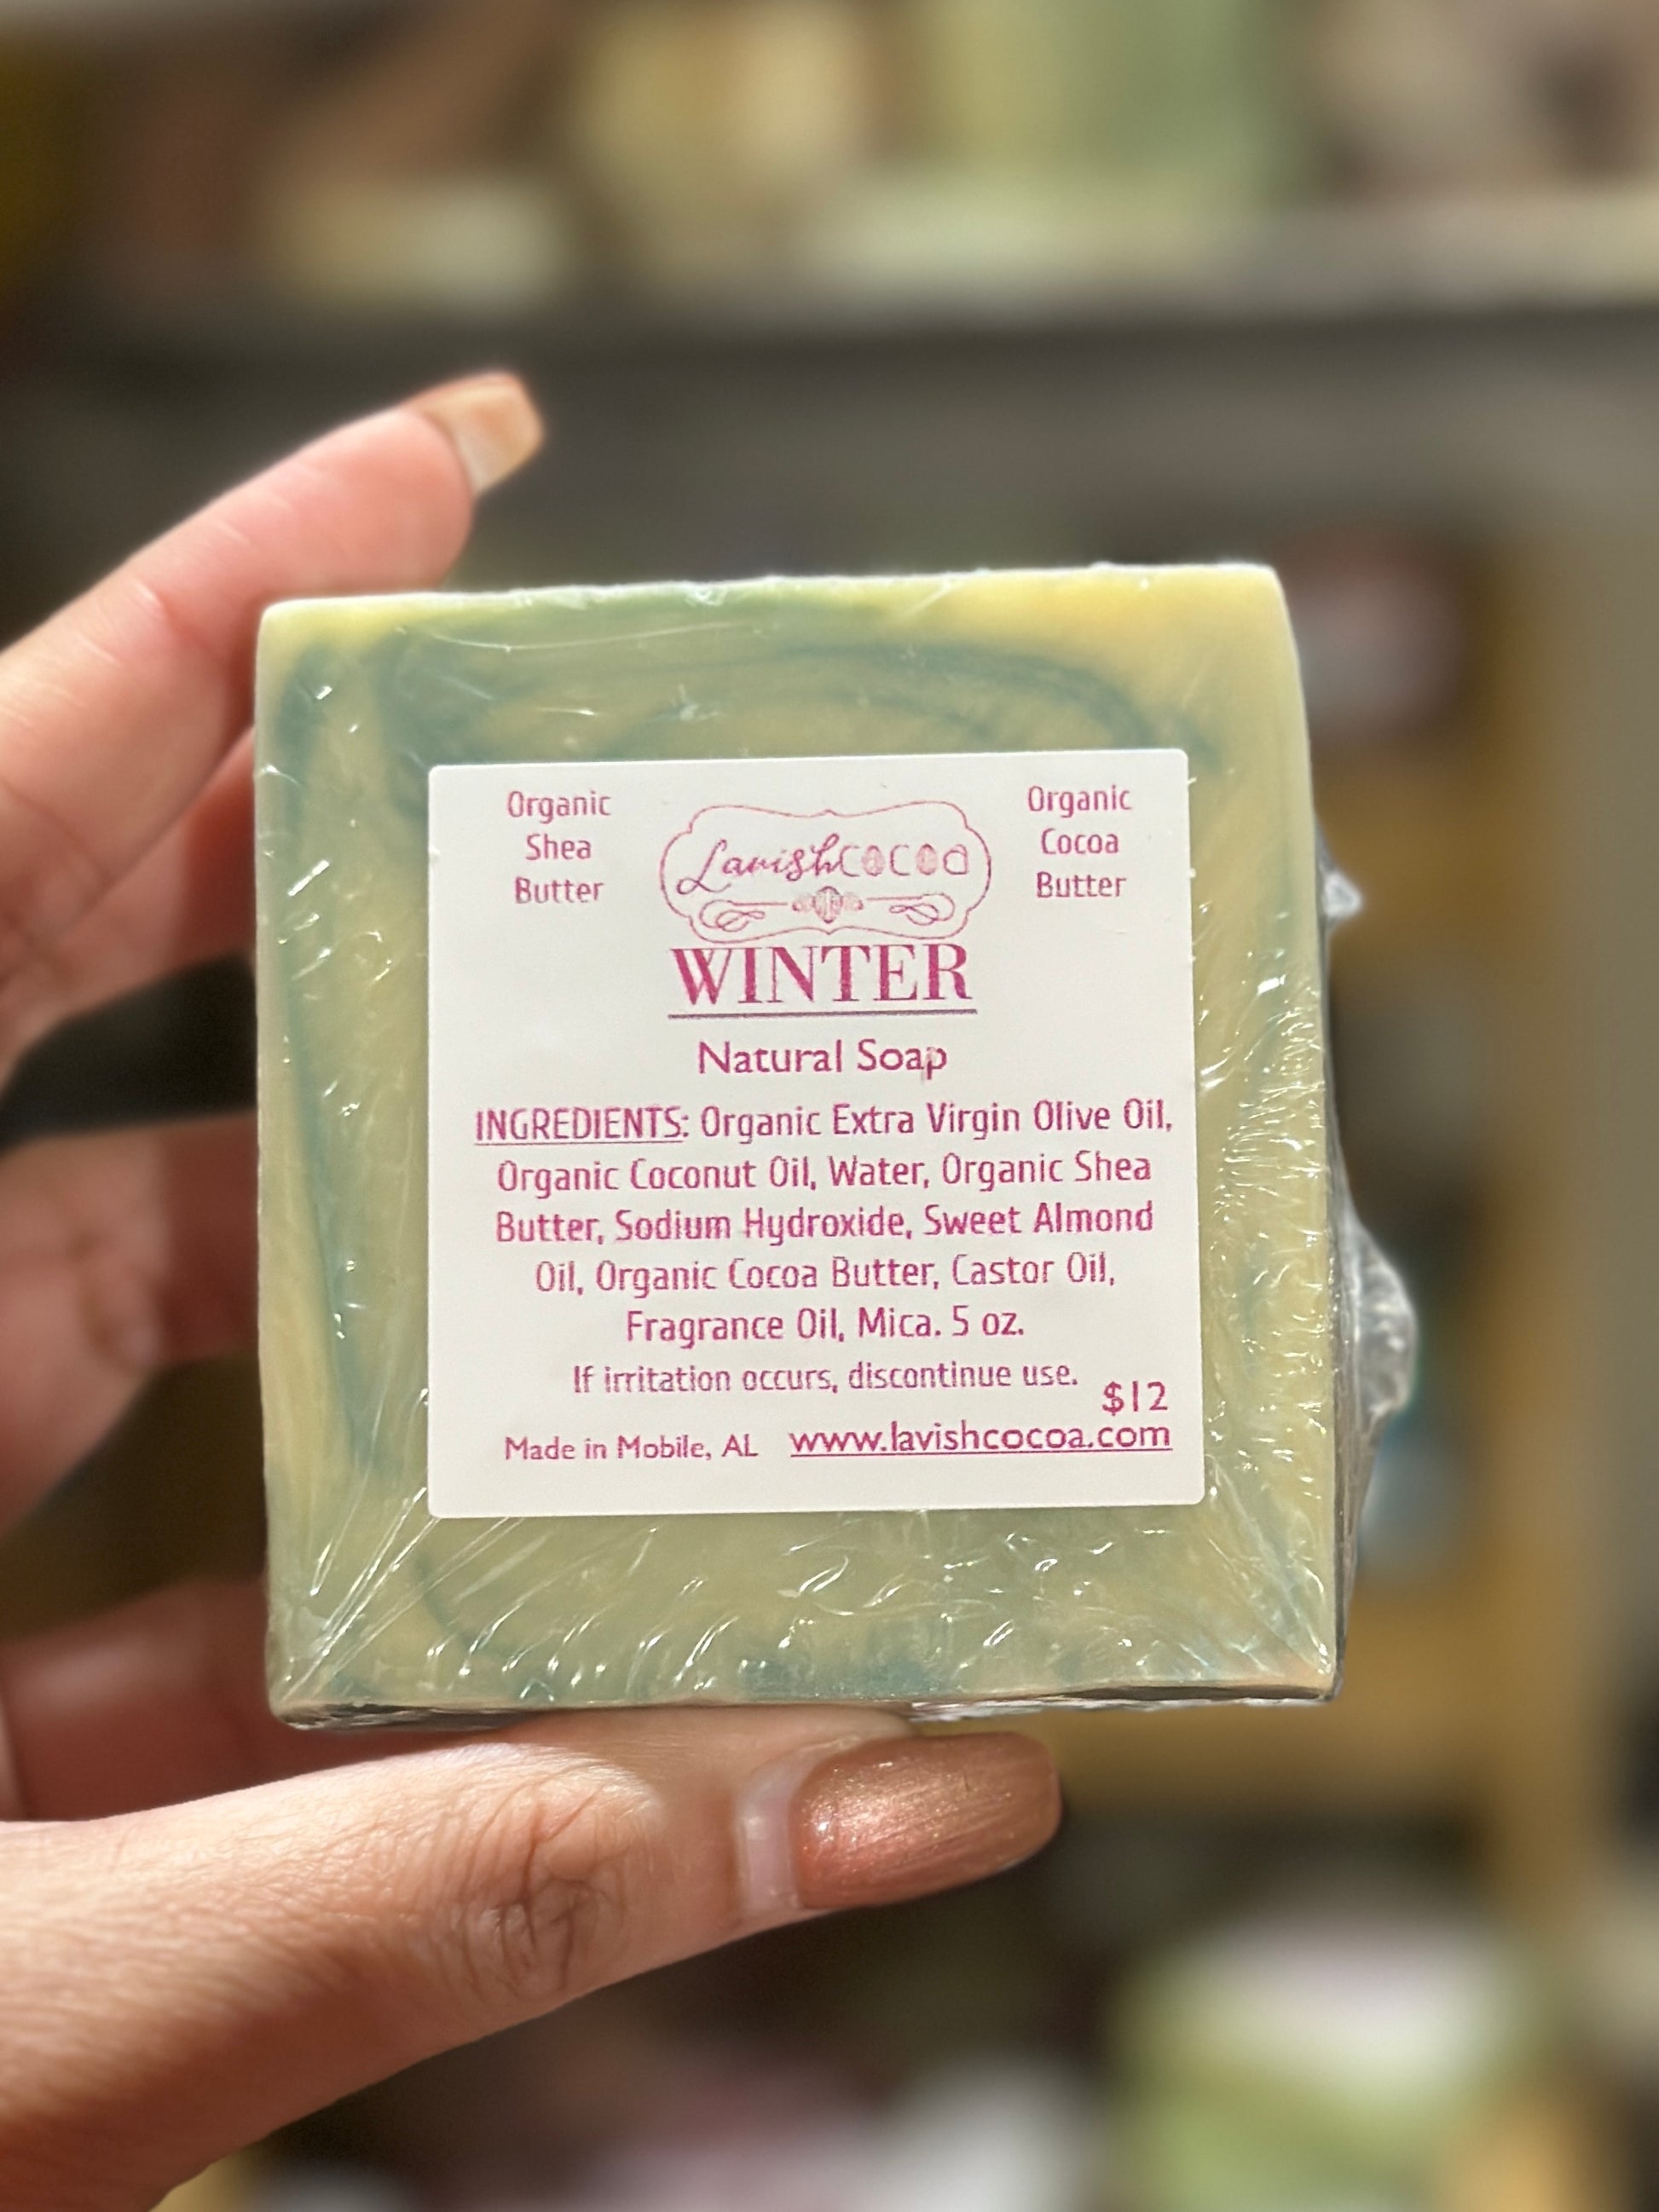 Organic
Shea
Butter
LavishCocoa
Organic
Cocoa
Butter
WINTER
Natural Soap
INGREDIENTS: Organic Extra Virgin Olive Oil,
Organic Coconut Oil, Water, Organic Shea
Butter, Sodium Hydroxide, Sweet Almond
Oil, Organic Cocoa Butter, Castor Oil,
Fragrance Oil, Mica. 5 oz.
If irritation occurs, discontinue use.
$12
Made in Mobile, AL www.lavishcocoa.com